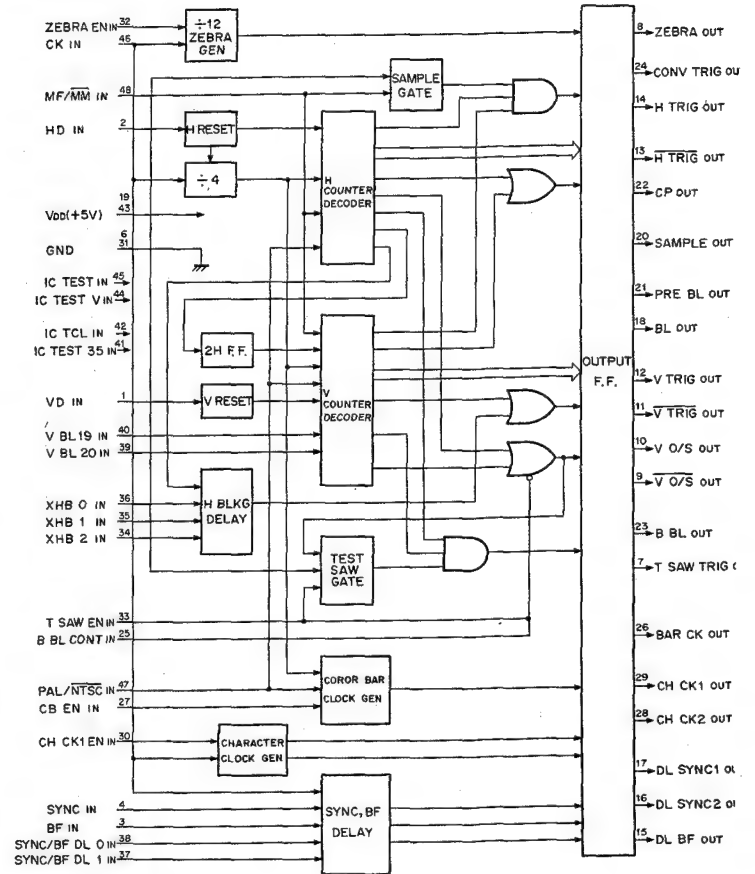 ZEBRA EN IN 32
CK IN 46
÷12
ZEBRA
GEN
8 ZEBRA OUT
MF/MM IN 48
SAMPLE
GATE
24 CONV TRIG OUT
14 H TRIG OUT
HD IN 2
H RESET
13 H TRIG OUT
÷ 4
H
COUNTER
DECODER
22 CP OUT
VDD(+5V) 19
43
GND 6
31
20 SAMPLE OUT
IC TEST IN 45
IC TEST V IN 44
21 PRE BL OUT
IC TCL IN 42
IC TEST 35 IN 41
18 BL OUT
2H F.F.
OUTPUT
F.F.
12 V TRIG OUT
VD IN 1
V RESET
V
COUNTER
DECODER
11 V TRIG OUT
V BL19 IN 40
V BL 20 IN 39
10 V O/S OUT
9 V O/S OUT
XHB 0 IN 36
XHB 1 IN 35
XHB 2 IN 34
H BLKG
DELAY
23 B BL OUT
TEST
SAW
GATE
7 T SAW TRIG
T SAW EN IN 33
B BL CONT IN 25
26 BAR CK OUT
PAL/NTSC IN 47
CB EN IN 27
COROR BAR
CLOCK GEN
29 CH CK1 OUT
28 CH CK2 OUT
CH CK1 EN IN 30
CHARACTER
CLOCK GEN
17 DL SYNC1
SYNC IN 4
BF IN 3
SYNC/BF DL 0 IN 38
SYNC/BF DL 1 IN 37
SYNC, BF
DELAY
16 DL SYNC2
15 DL BF OUT